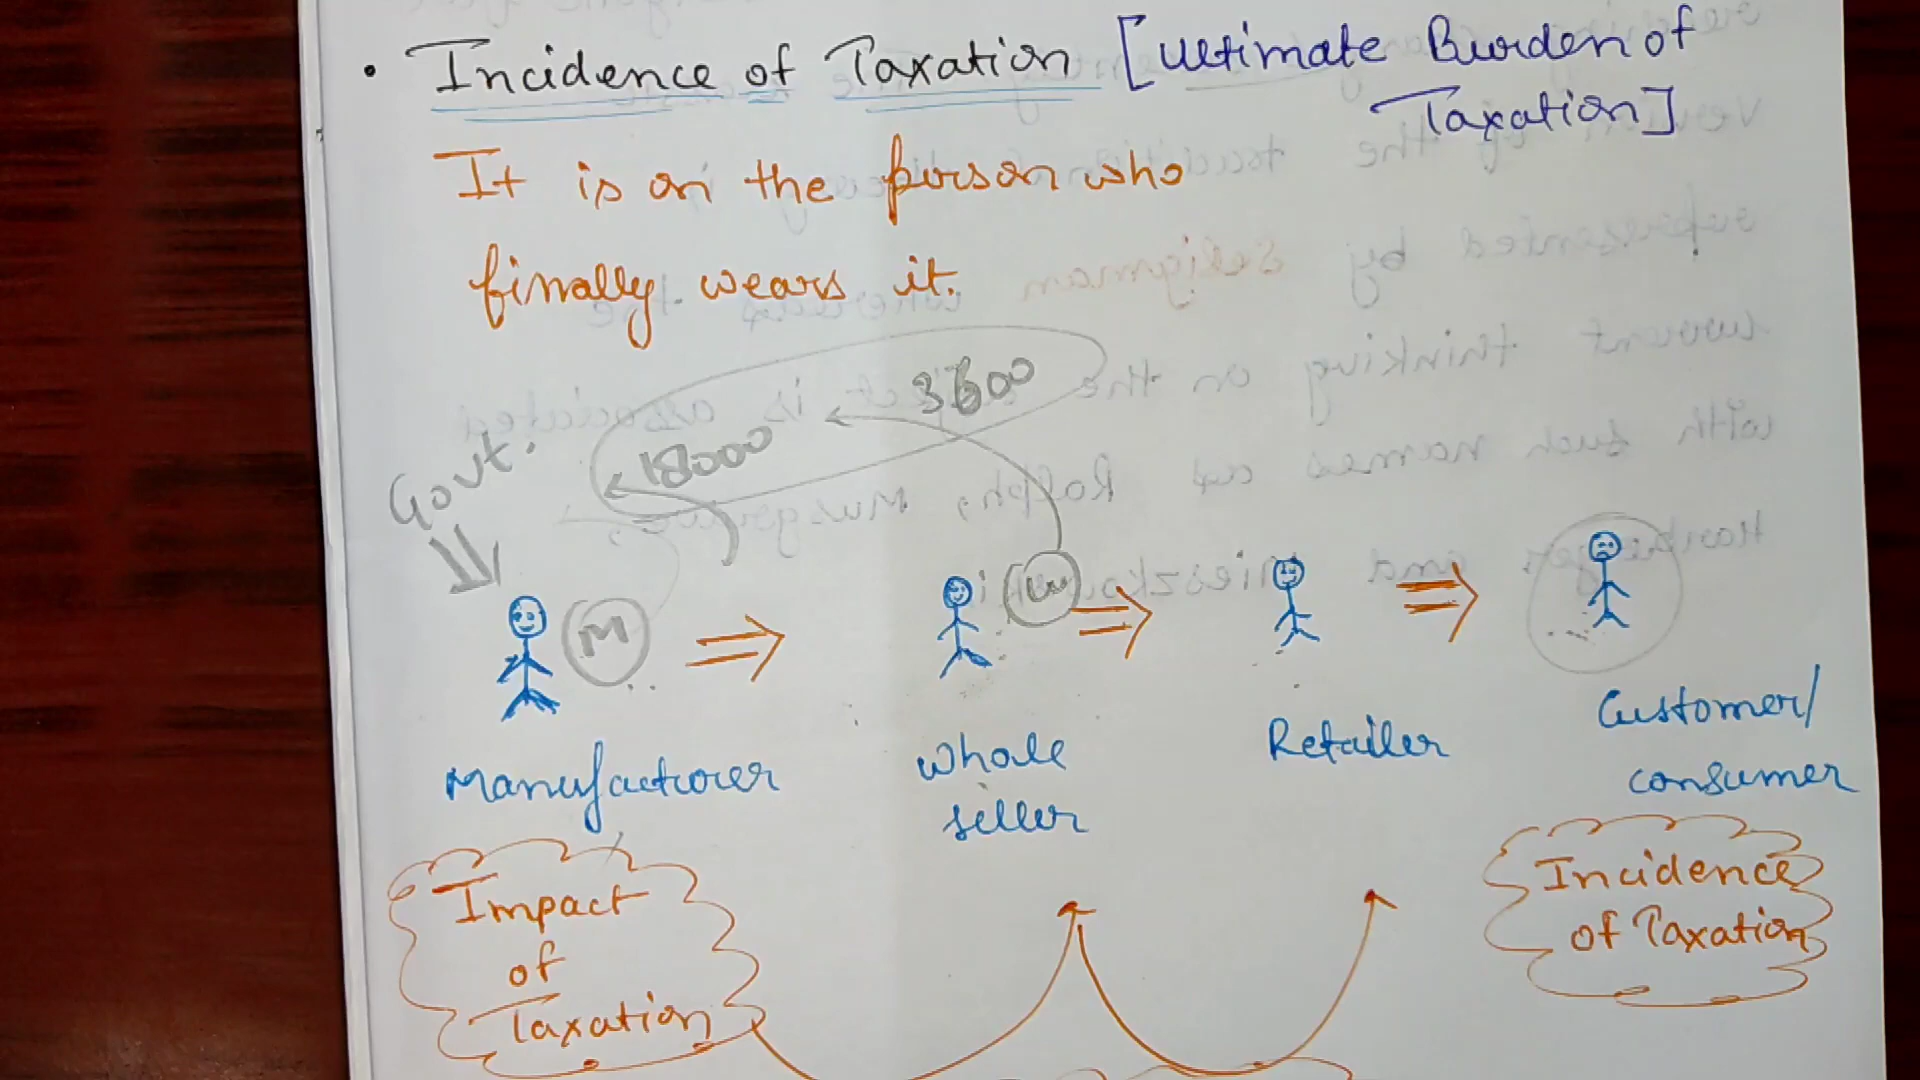 • Incidence of Taxation [Ultimate Burden of
Taxation]
It is on the person who
finally wears it.
Govt.
18000
3600
M
W
Manufacturer
Whole
seller
Retailer
Customer/
consumer
Impact
of
Taxation
Incidence
of Taxation